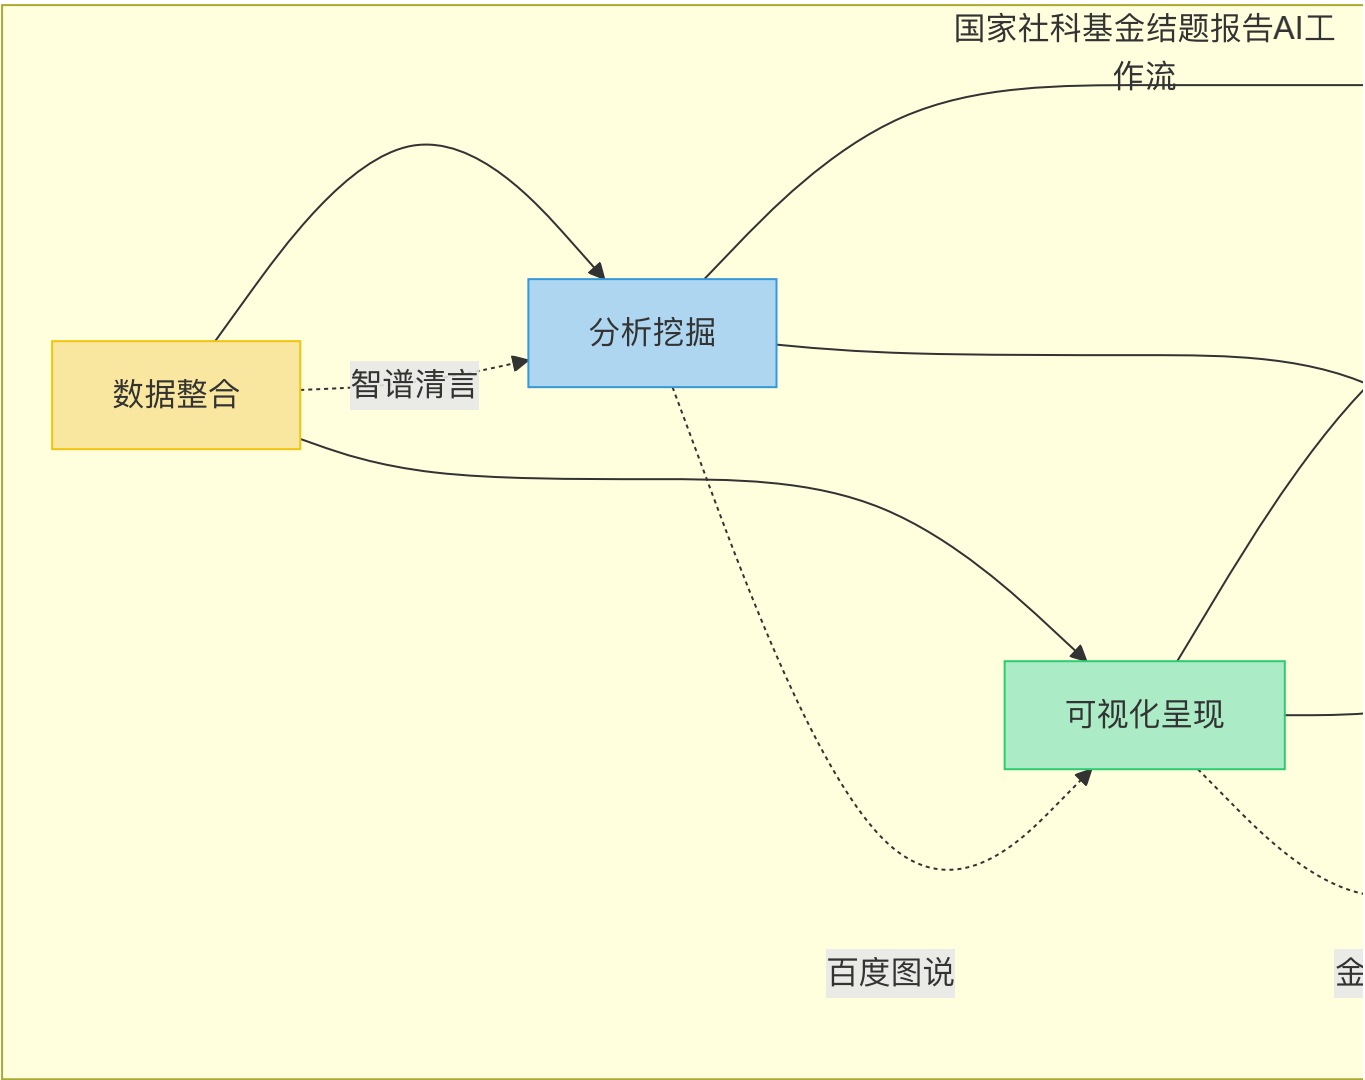 国家社科基金结题报告AI工
作流
分析挖掘
智谱清言
数据整合
可视化呈现
百度图说
金